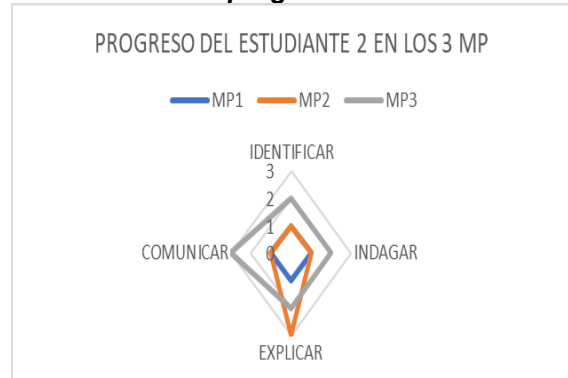 PROGRESO DEL ESTUDIANTE 2 EN LOS 3 MP
MP1 MP2 MP3
IDENTIFICAR
3
2
1
COMUNICAR 0 INDAGAR
EXPLICAR